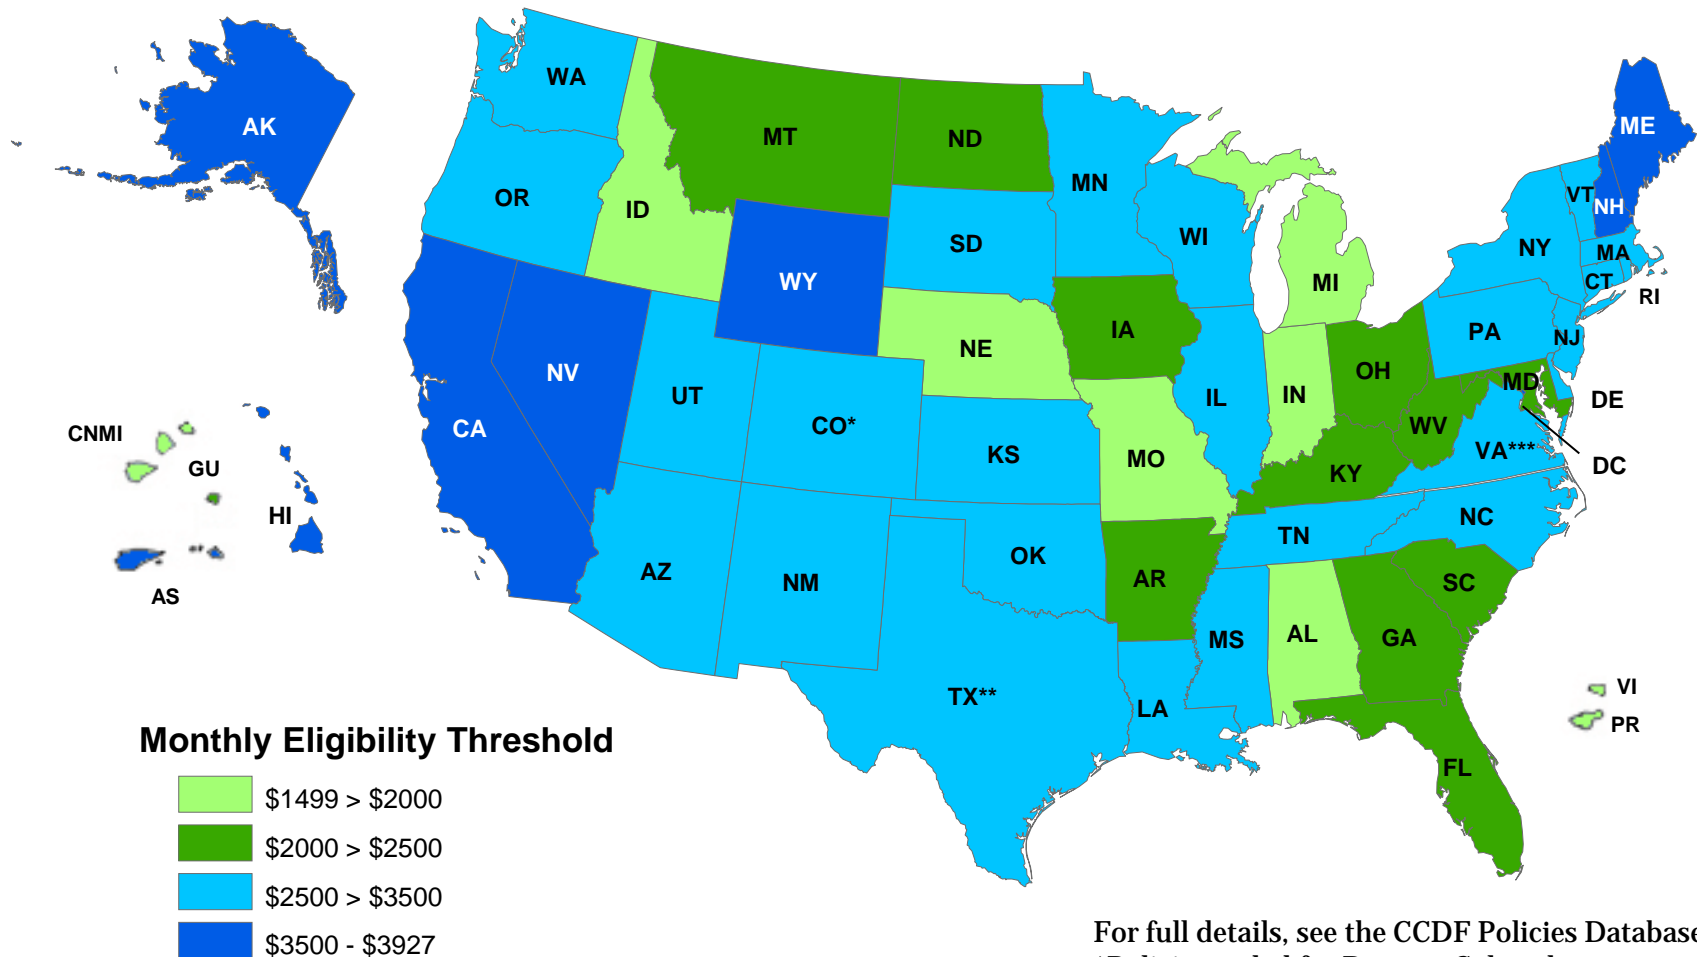 WA
AK
MT
ND
ME
MN
OR
ID
VT
NH
SD
WI
NY
MA
WY
MI
CT
RI
IA
PA
NJ
NE
OH
NV
MD
UT
IN
IL
DE
CO*
CA
WV
CNMI
VA***
KS
MO
DC
GU
KY
HI
NC
TN
OK
AZ
NM
AR
SC
AS
AL
GA
MS
VI
TX**
LA
PR
Monthly Eligibility Threshold
FL
$1499 > $2000
$2000 > $2500
$2500 > $3500
$3500 - $3927
For full details, see the CCDF Policies Database